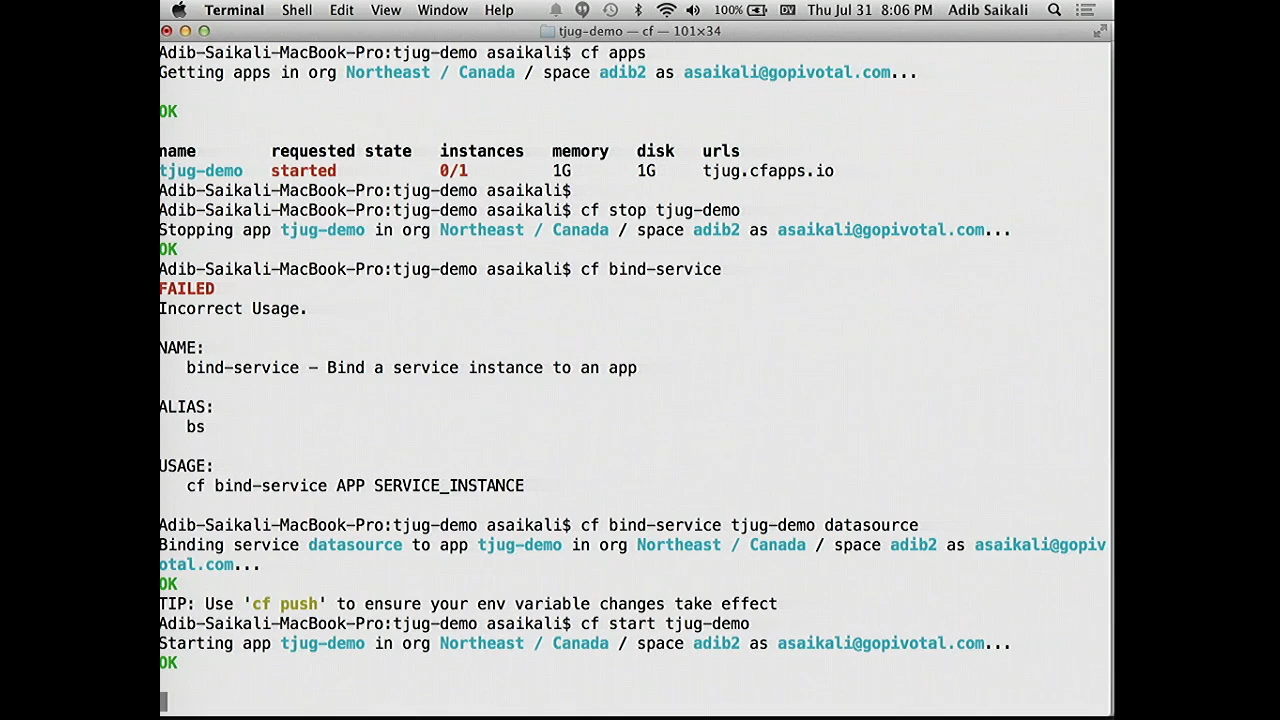 Terminal Shell Edit View Window Help 100% DV Thu Jul 31 8:06 PM Adib Saikali
tjug-demo — cf — 101×34
Adib-Saikali-MacBook-Pro:tjug-demo asaikali$ cf apps
Getting apps in org Northeast / Canada / space adib2 as asaikali@gopivotal.com...
OK
name requested state instances memory disk urls
tjug-demo started 0/1 1G 1G tjug.cfapps.io
Adib-Saikali-MacBook-Pro:tjug-demo asaikali$
Adib-Saikali-MacBook-Pro:tjug-demo asaikali$ cf stop tjug-demo
Stopping app tjug-demo in org Northeast / Canada / space adib2 as asaikali@gopivotal.com...
OK
Adib-Saikali-MacBook-Pro:tjug-demo asaikali$ cf bind-service
FAILED
Incorrect Usage.
NAME:
bind-service - Bind a service instance to an app
ALIAS:
bs
USAGE:
cf bind-service APP SERVICE_INSTANCE
Adib-Saikali-MacBook-Pro:tjug-demo asaikali$ cf bind-service tjug-demo datasource
Binding service datasource to app tjug-demo in org Northeast / Canada / space adib2 as asaikali@gopiv
otal.com...
OK
TIP: Use 'cf push' to ensure your env variable changes take effect
Adib-Saikali-MacBook-Pro:tjug-demo asaikali$ cf start tjug-demo
Starting app tjug-demo in org Northeast / Canada / space adib2 as asaikali@gopivotal.com...
OK